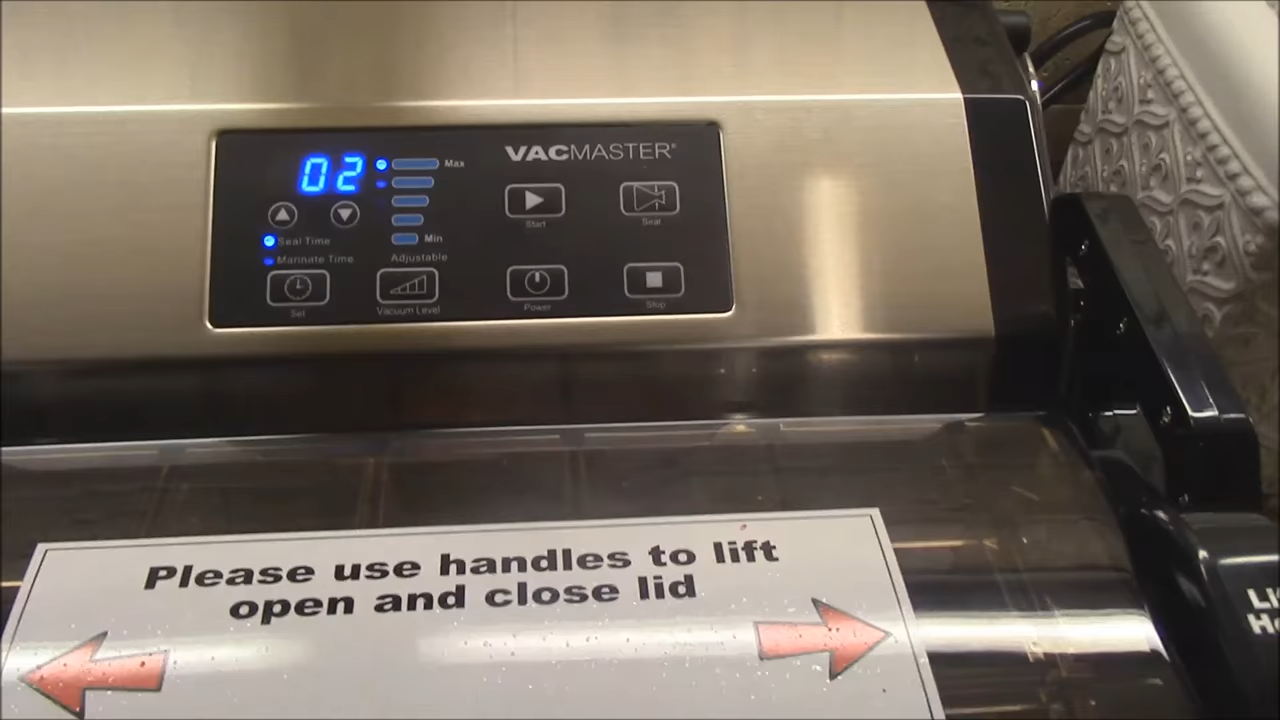 02
Max
VACMASTER®
Start
Seal
Seal Time
Min
Marinate Time
Adjustable
Set
Vacuum Level
Power
Stop
Please use handles to lift
open and close lid